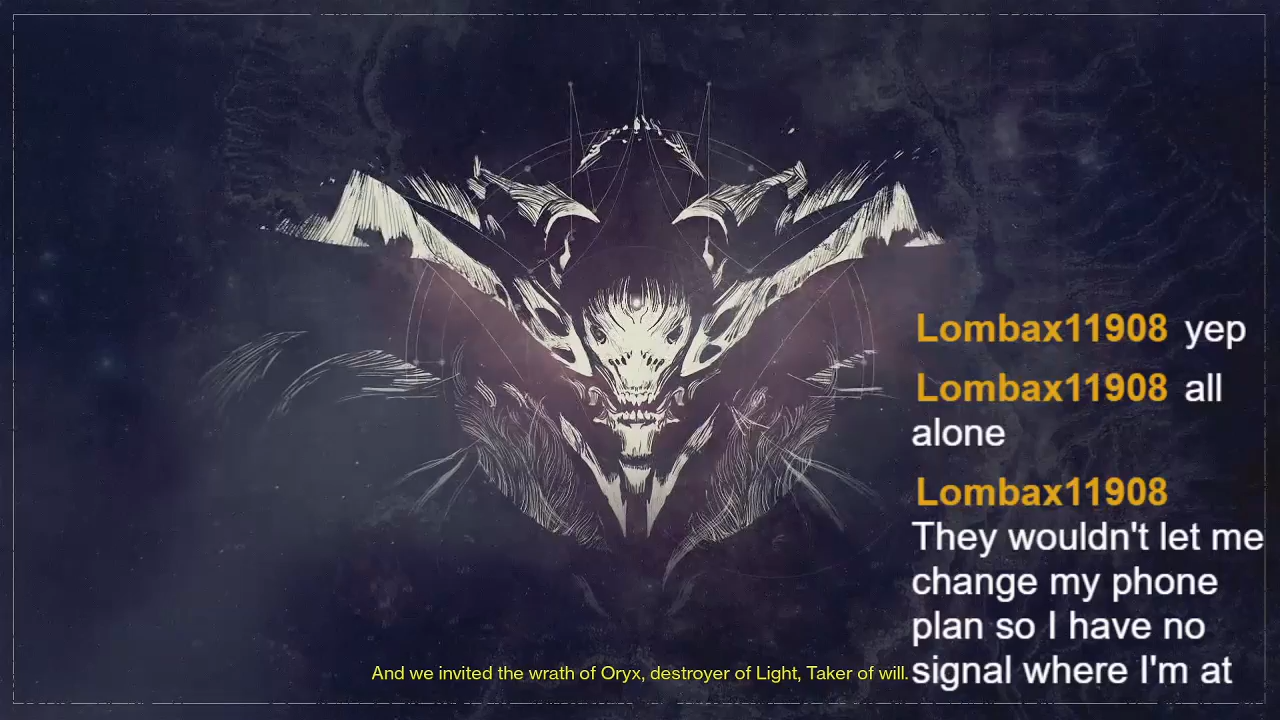 Lombax11908 yep
Lombax11908 all
alone
Lombax11908
They wouldn't let me
change my phone
plan so I have no
signal where I'm at
And we invited the wrath of Oryx, destroyer of Light, Taker of will.